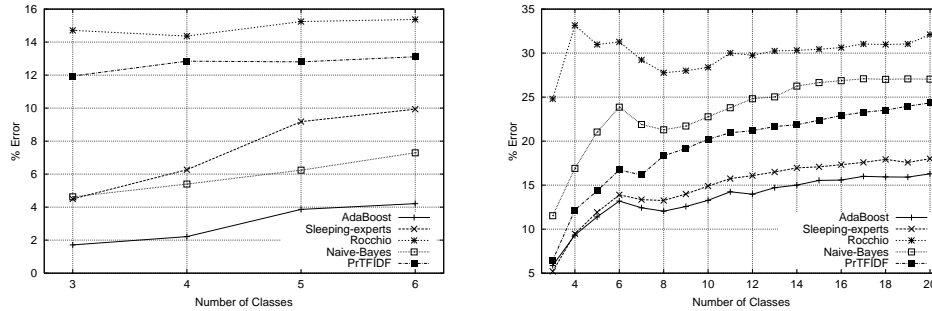 16
14
12
10
8
6
4
2
0
% Error
3
4
5
6
Number of Classes
AdaBoost
Sleeping-experts
Rocchio
Naive-Bayes
PrTFIDF
35
30
25
20
15
10
5
% Error
4
6
8
10
12
14
16
18
20
Number of Classes
AdaBoost
Sleeping-experts
Rocchio
Naive-Bayes
PrTFIDF